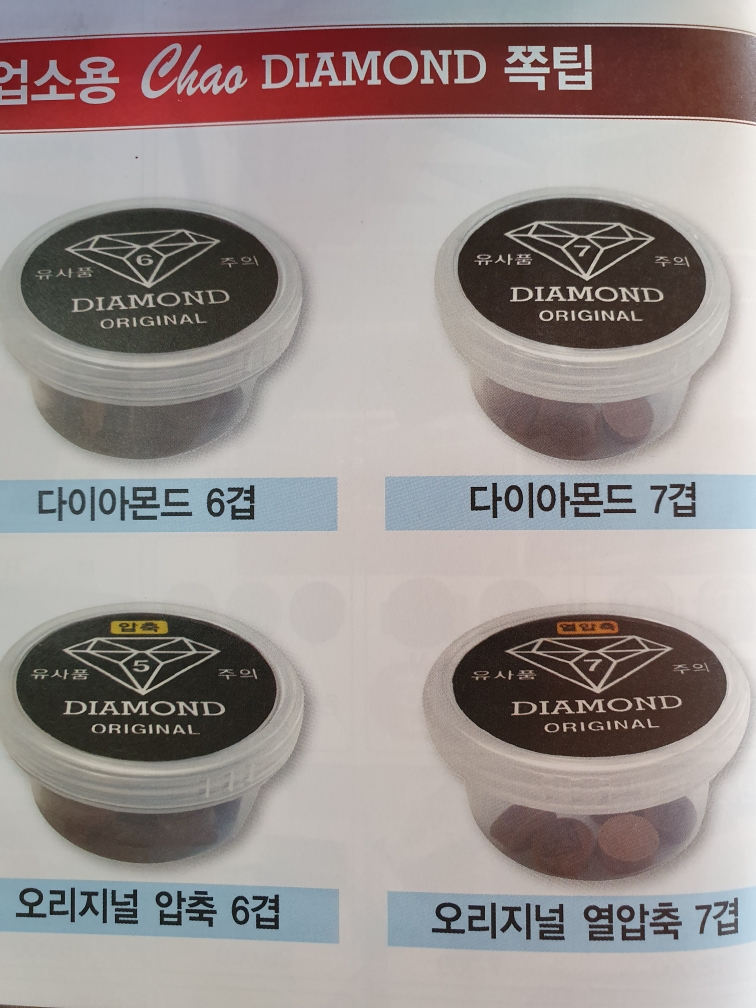 업소용 Chao DIAMOND 쪽팁
6
유사품 주의
DIAMOND
ORIGINAL
7
유사품 주의
DIAMOND
ORIGINAL
다이아몬드 6겹
다이아몬드 7겹
압축
5
유사품 주의
DIAMOND
ORIGINAL
열압축
7
유사품 주의
DIAMOND
ORIGINAL
오리지널 압축 6겹
오리지널 열압축 7겹